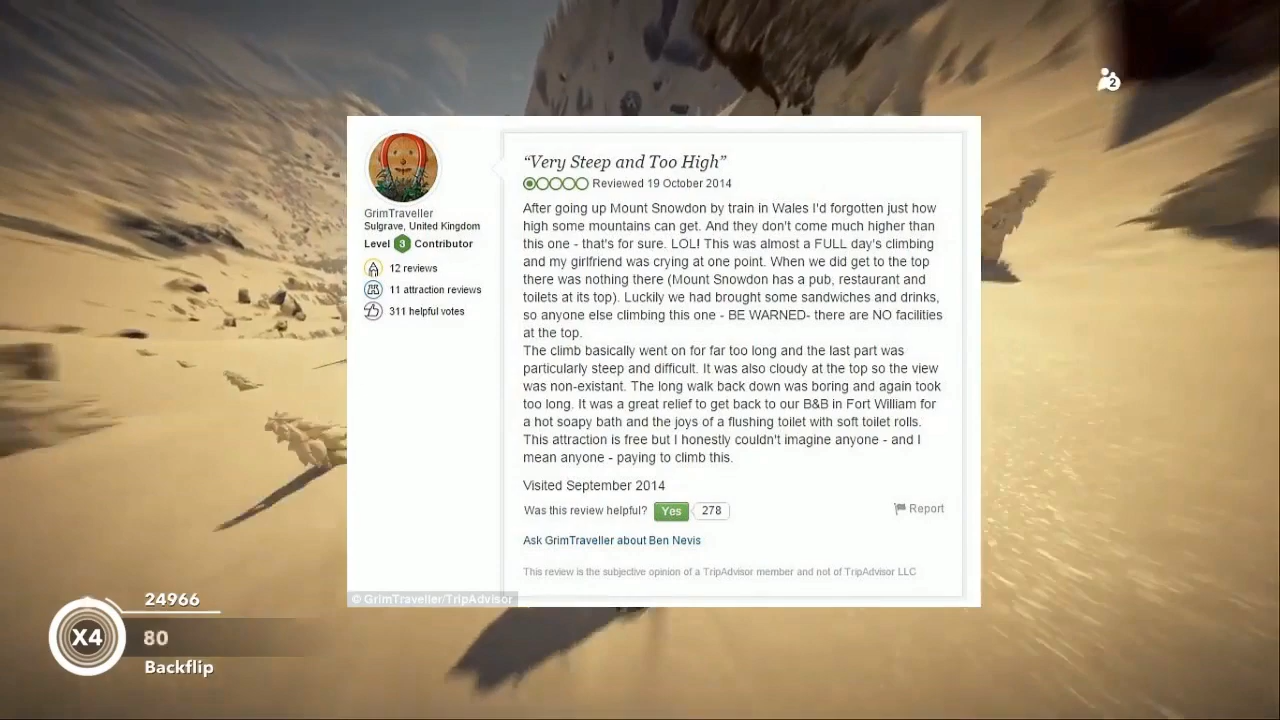 2
“Very Steep and Too High”
Reviewed 19 October 2014
GrimTraveller
Sulgrave, United Kingdom
Level 3 Contributor
12 reviews
11 attraction reviews
311 helpful votes
After going up Mount Snowdon by train in Wales I'd forgotten just how
high some mountains can get. And they don't come much higher than
this one - that's for sure. LOL! This was almost a FULL day's climbing
and my girlfriend was crying at one point. When we did get to the top
there was nothing there (Mount Snowdon has a pub, restaurant and
toilets at its top). Luckily we had brought some sandwiches and drinks,
so anyone else climbing this one - BE WARNED- there are NO facilities
at the top.
The climb basically went on for far too long and the last part was
particularly steep and difficult. It was also cloudy at the top so the view
was non-existant. The long walk back down was boring and again took
too long. It was a great relief to get back to our B&B in Fort William for
a hot soapy bath and the joys of a flushing toilet with soft toilet rolls.
This attraction is free but I honestly couldn't imagine anyone - and I
mean anyone - paying to climb this.
Visited September 2014
Was this review helpful? Yes 278
Report
Ask GrimTraveller about Ben Nevis
This review is the subjective opinion of a TripAdvisor member and not of TripAdvisor LLC
© GrimTraveller/TripAdvisor
24966
X4 80
Backflip